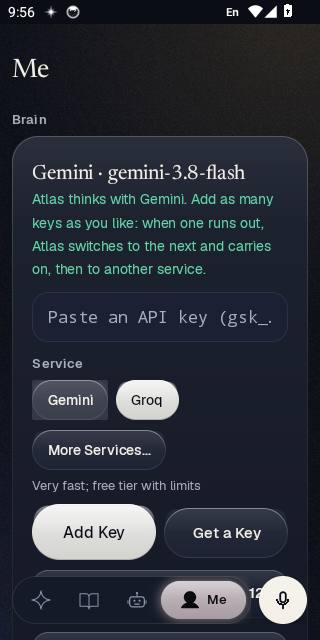 9:56
En
Me
Brain
Gemini · gemini-3.8-flash
Atlas thinks with Gemini. Add as many
keys as you like: when one runs out,
Atlas switches to the next and carries
on, then to another service.
Paste an API key (gsk_.
Service
Gemini
Groq
More Services...
Very fast; free tier with limits
Add Key
Get a Key
Me